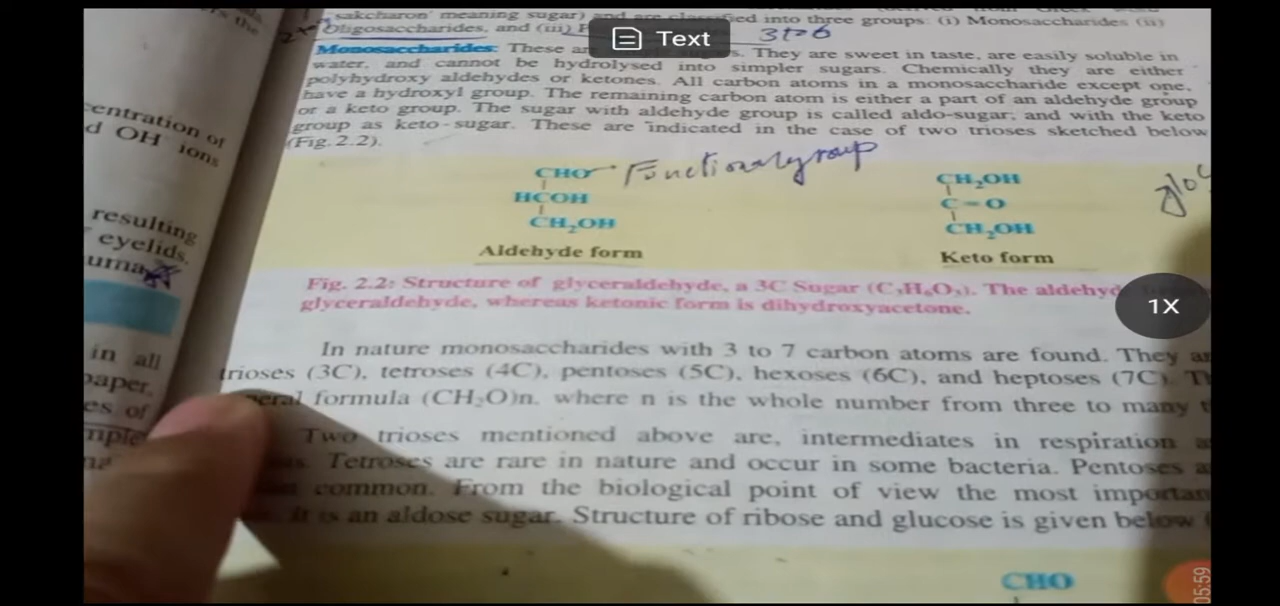 sakcharon' meaning sugar) and are classified into three groups: (i) Monosaccharides (ii)
Oligosaccharides, and (iii)
3 to 6
Text
Monosaccharides: These are They are sweet in taste, are easily soluble in
water, and cannot be hydrolysed into simpler sugars. Chemically they are either
polyhydroxy aldehydes or ketones. All carbon atoms in a monosaccharide except one,
have a hydroxyl group. The remaining carbon atom is either a part of an aldehyde group
or a keto group. The sugar with aldehyde group is called aldo-sugar, and with the keto
group as keto-sugar. These are indicated in the case of two trioses sketched below
(Fig.2.2).
CHO Functional group
HCOH
CH₂OH
Aldehyde form
CH₂OH
C=O
CH₂OH
Keto form
Fig. 2.2: Structure of glyceraldehyde, a 3C Sugar (C₃H₆O₃). The
glyceraldehyde, whereas ketonic form is dihydroxyacetone.
1X
In nature monosaccharides with 3 to 7 carbon atoms are found. They
trioses (3C), tetroses (4C), pentoses (5C), hexoses (6C), and heptoses (7C).
formula (CH₂O)n, where n is the whole number from three to many
Two trioses mentioned above are, intermediates in respiration
Tetroses are rare in nature and occur in some bacteria. Pentoses
common. From the biological point of view the most
It is an aldose sugar. Structure of ribose and glucose is given below
CHO
05:59
OH⁻ ions
resulting
eyelids.
in all
paper.